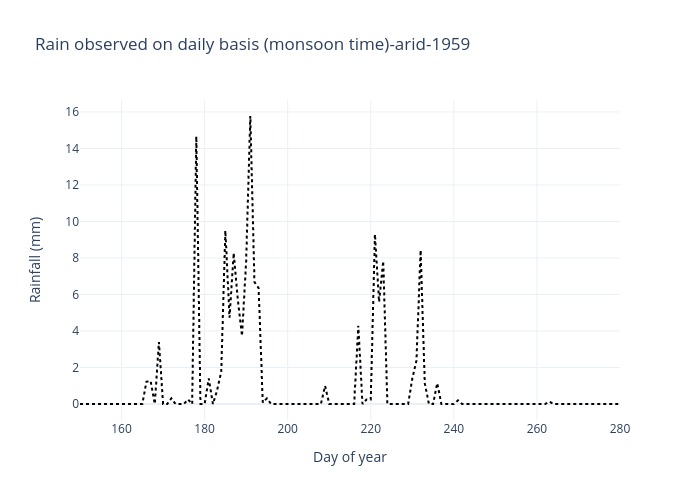 Rain observed on daily basis (monsoon time)-arid-1959
16
14
12
10
8
6
4
2
0
Rainfall (mm)
160 180 200 220 240 260 280
Day of year